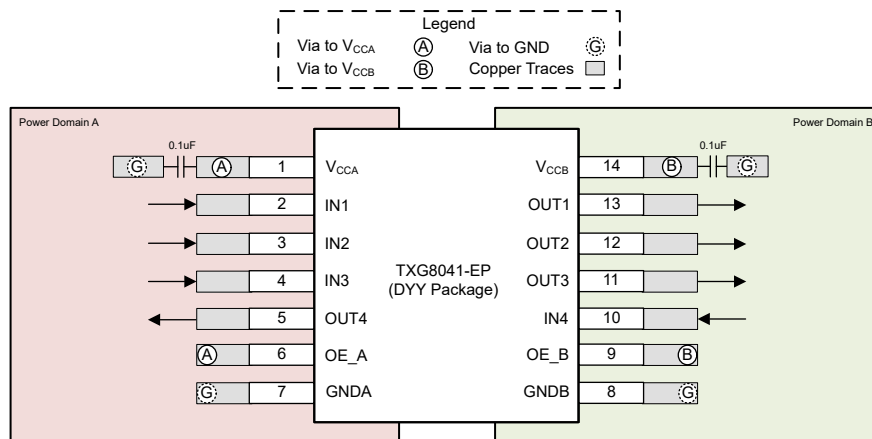 Legend
Via to VCCA A Via to GND G
Via to VCCB B Copper Traces
Power Domain A Power Domain B
0.1uF 0.1uF
G A 1 VCCA VCCB 14 B G
2 IN1 OUT1 13
3 IN2 OUT2 12
TXG8041-EP
(DYY Package)
4 IN3 OUT3 11
5 OUT4 IN4 10
A 6 OE_A OE_B 9 B
G 7 GNDA GNDB 8 G